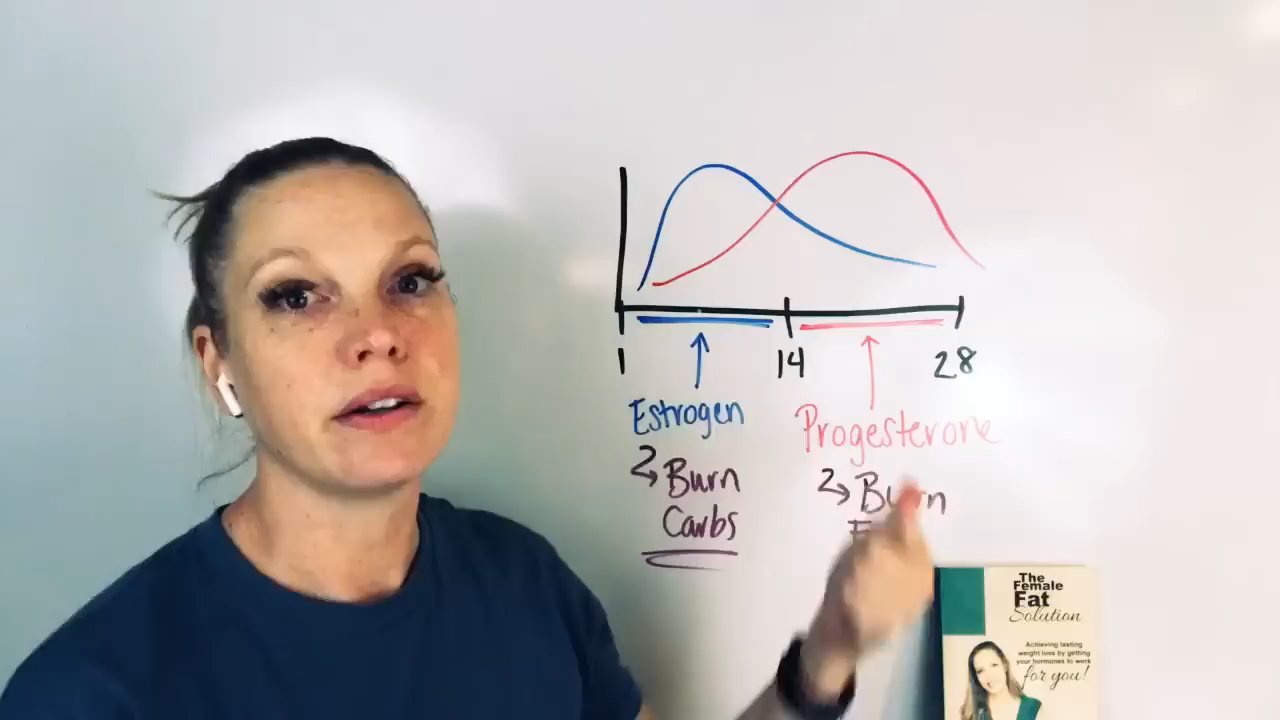 1 14 28
Estrogen
Burn
Carbs
Progesterone
Burn
The
Female
Fat
Solution
Achieving lasting
weight loss by getting
your hormones to work
for you!